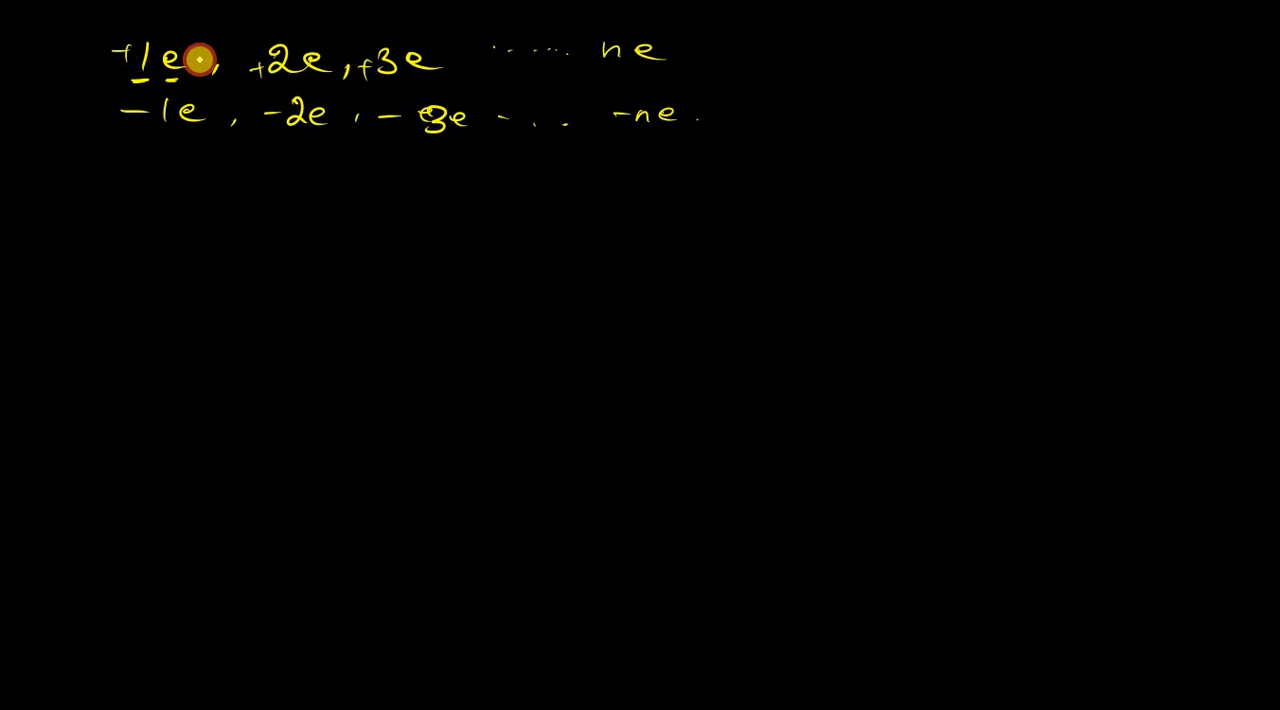 +1e, +2e, +3e ...... ne
-1e, -2e, -3e - ... -ne.